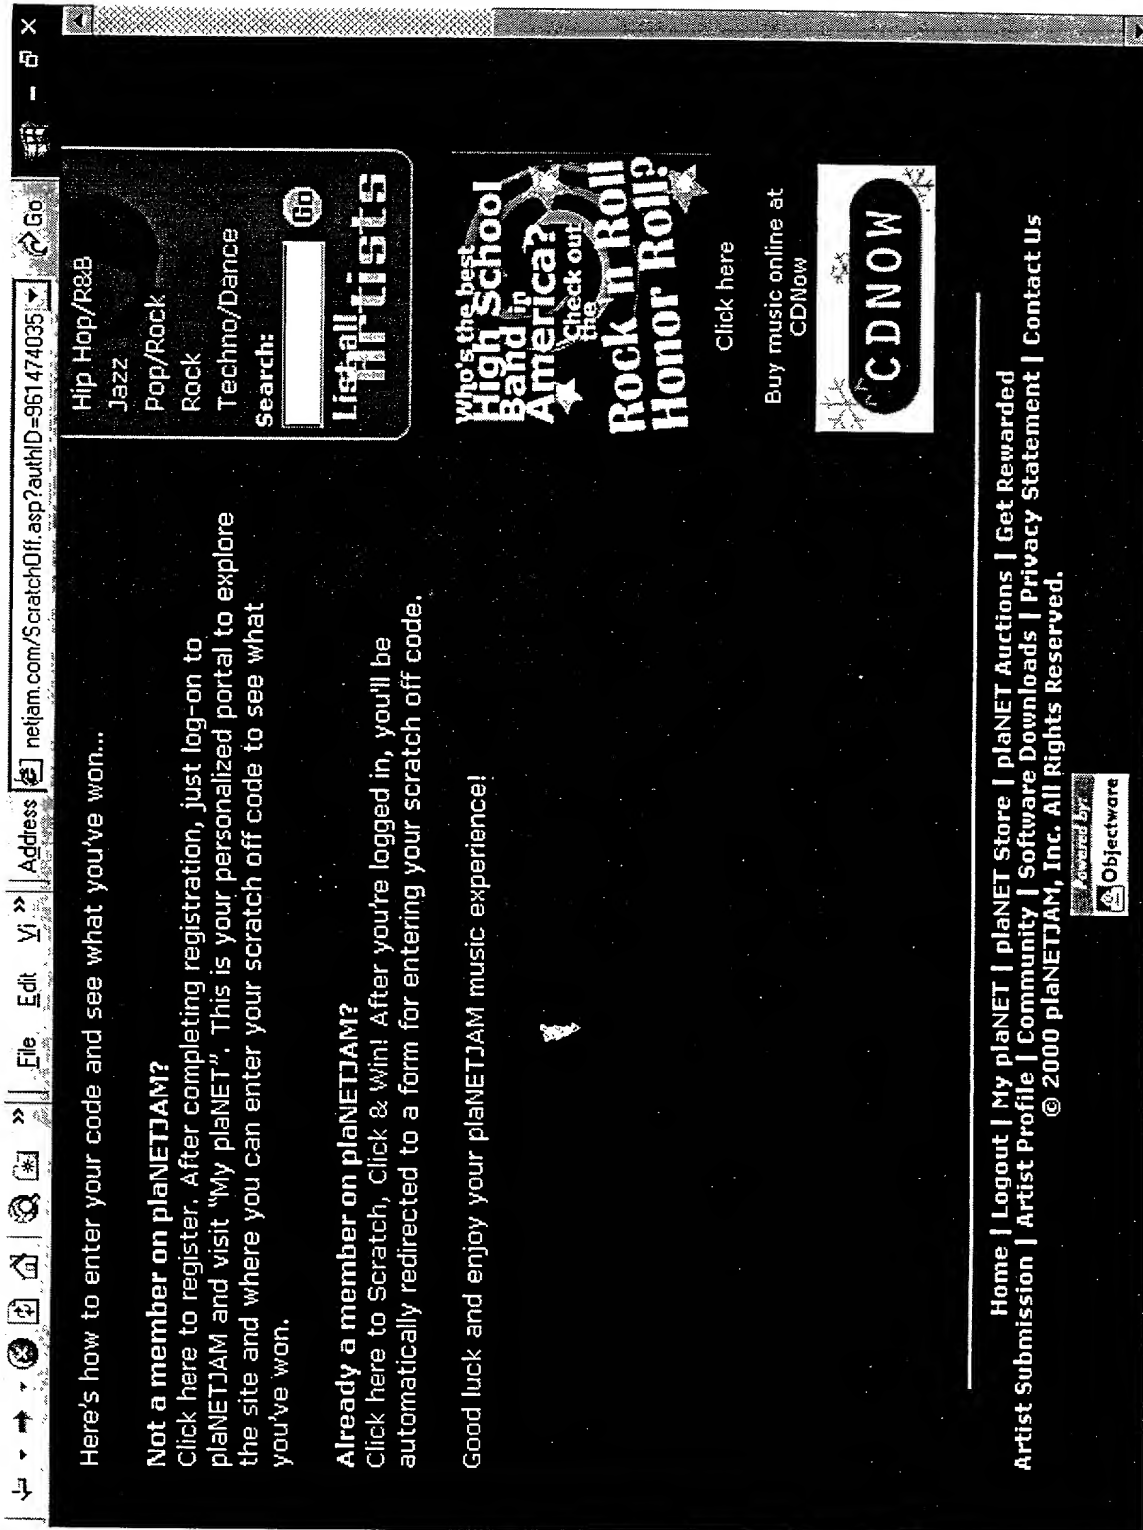 File Edit Vi » Address netjam.com/ScratchOff.asp?authID=961474035 Go
Here's how to enter your code and see what you've won...
Not a member on plaNETJAM?
Click here to register. After completing registration, just log-on to
plaNETJAM and visit "My plaNET". This is your personalized portal to explore
the site and where you can enter your scratch off code to see what
you've won.
Already a member on plaNETJAM?
Click here to Scratch, Click & Win! After you're logged in, you'll be
automatically redirected to a form for entering your scratch off code.
Good luck and enjoy your plaNETJAM music experience!
Hip Hop/R&B
Jazz
Pop/Rock
Rock
Techno/Dance
Search:
Go
List all
Artists
Who's the best
High School
Band in
America?
Check out
the
Rock n Roll
Honor Roll?
Click here
Buy music online at
CDNow
CDNOW
Home | Logout | My plaNET | plaNET Store | plaNET Auctions | Get Rewarded
Artist Submission | Artist Profile | Community | Software Downloads | Privacy Statement | Contact Us
© 2000 plaNETJAM, Inc. All Rights Reserved.
Powered by:
Objectware